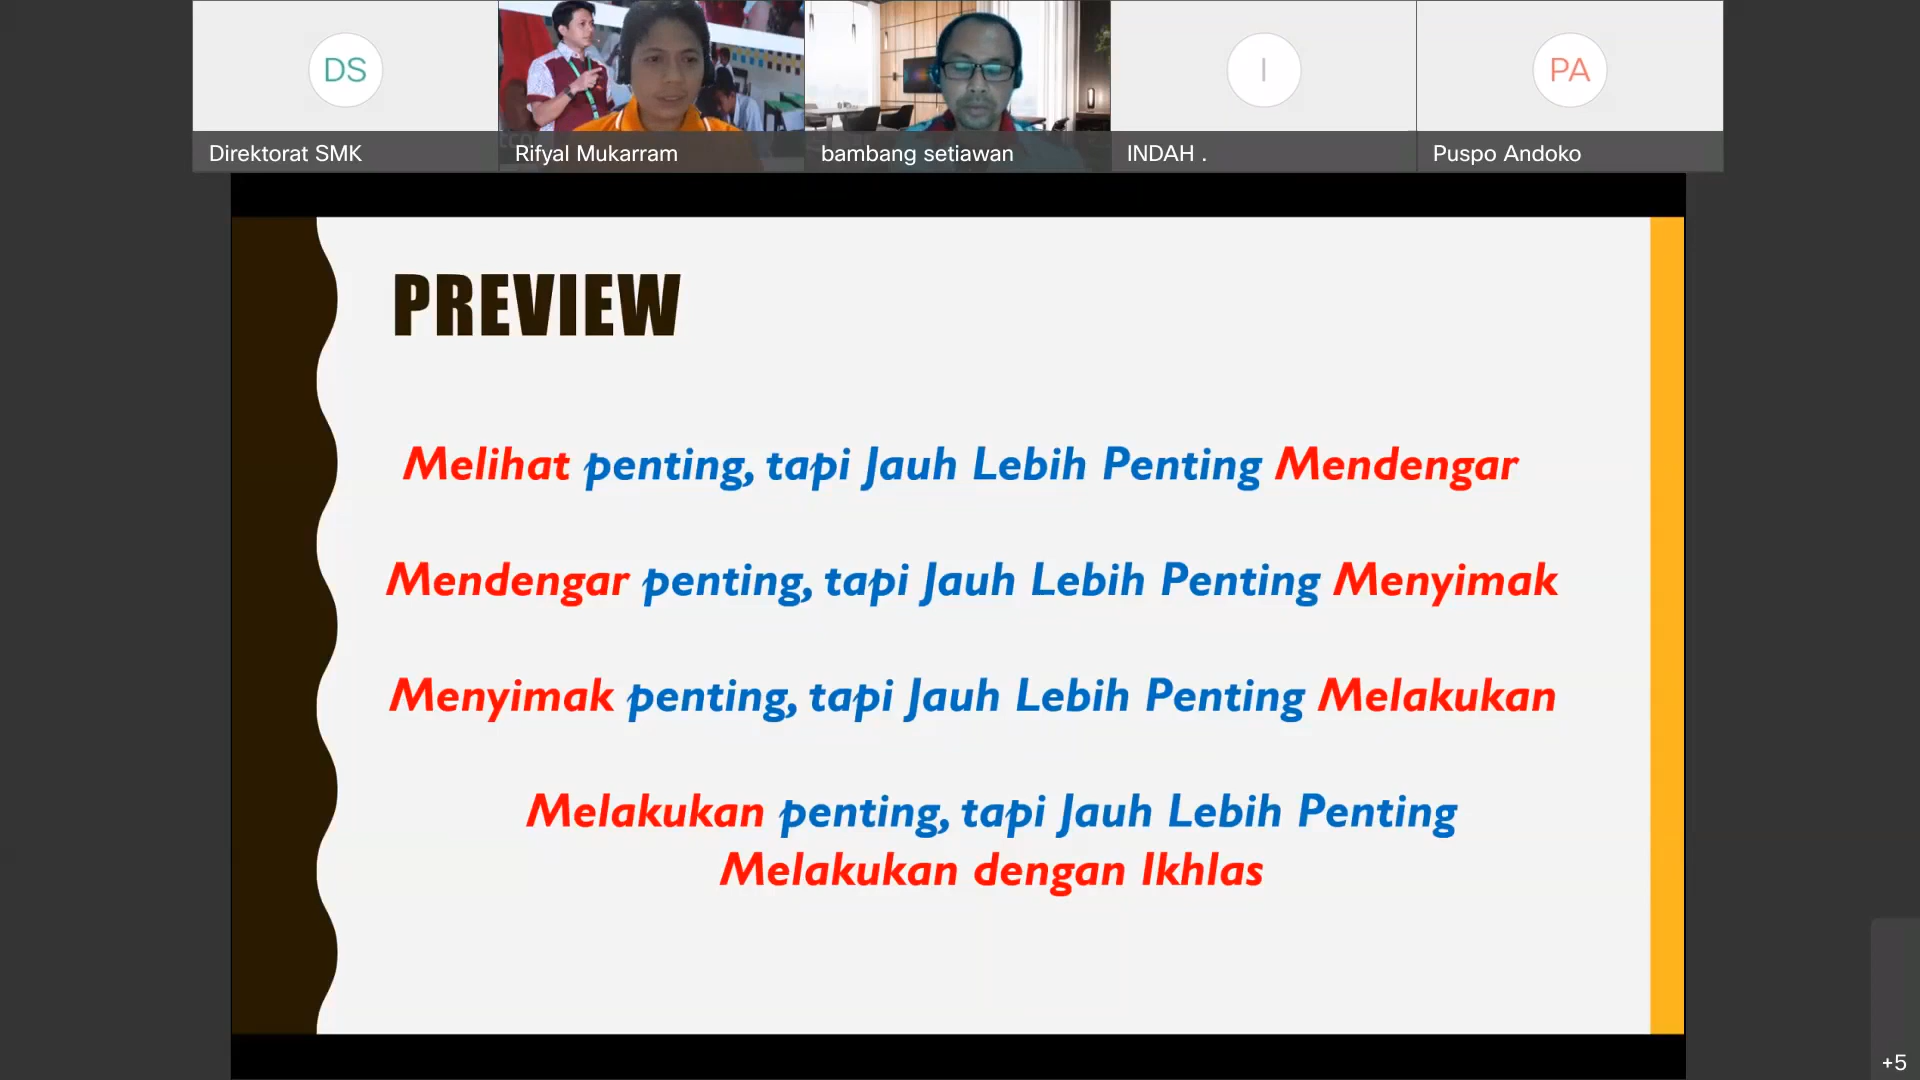 DS
I
PA
Direktorat SMK
Rifyal Mukarram
bambang setiawan
INDAH .
Puspo Andoko
PREVIEW
Melihat penting, tapi Jauh Lebih Penting Mendengar
Mendengar penting, tapi Jauh Lebih Penting Menyimak
Menyimak penting, tapi Jauh Lebih Penting Melakukan
Melakukan penting, tapi Jauh Lebih Penting
Melakukan dengan Ikhlas
+5